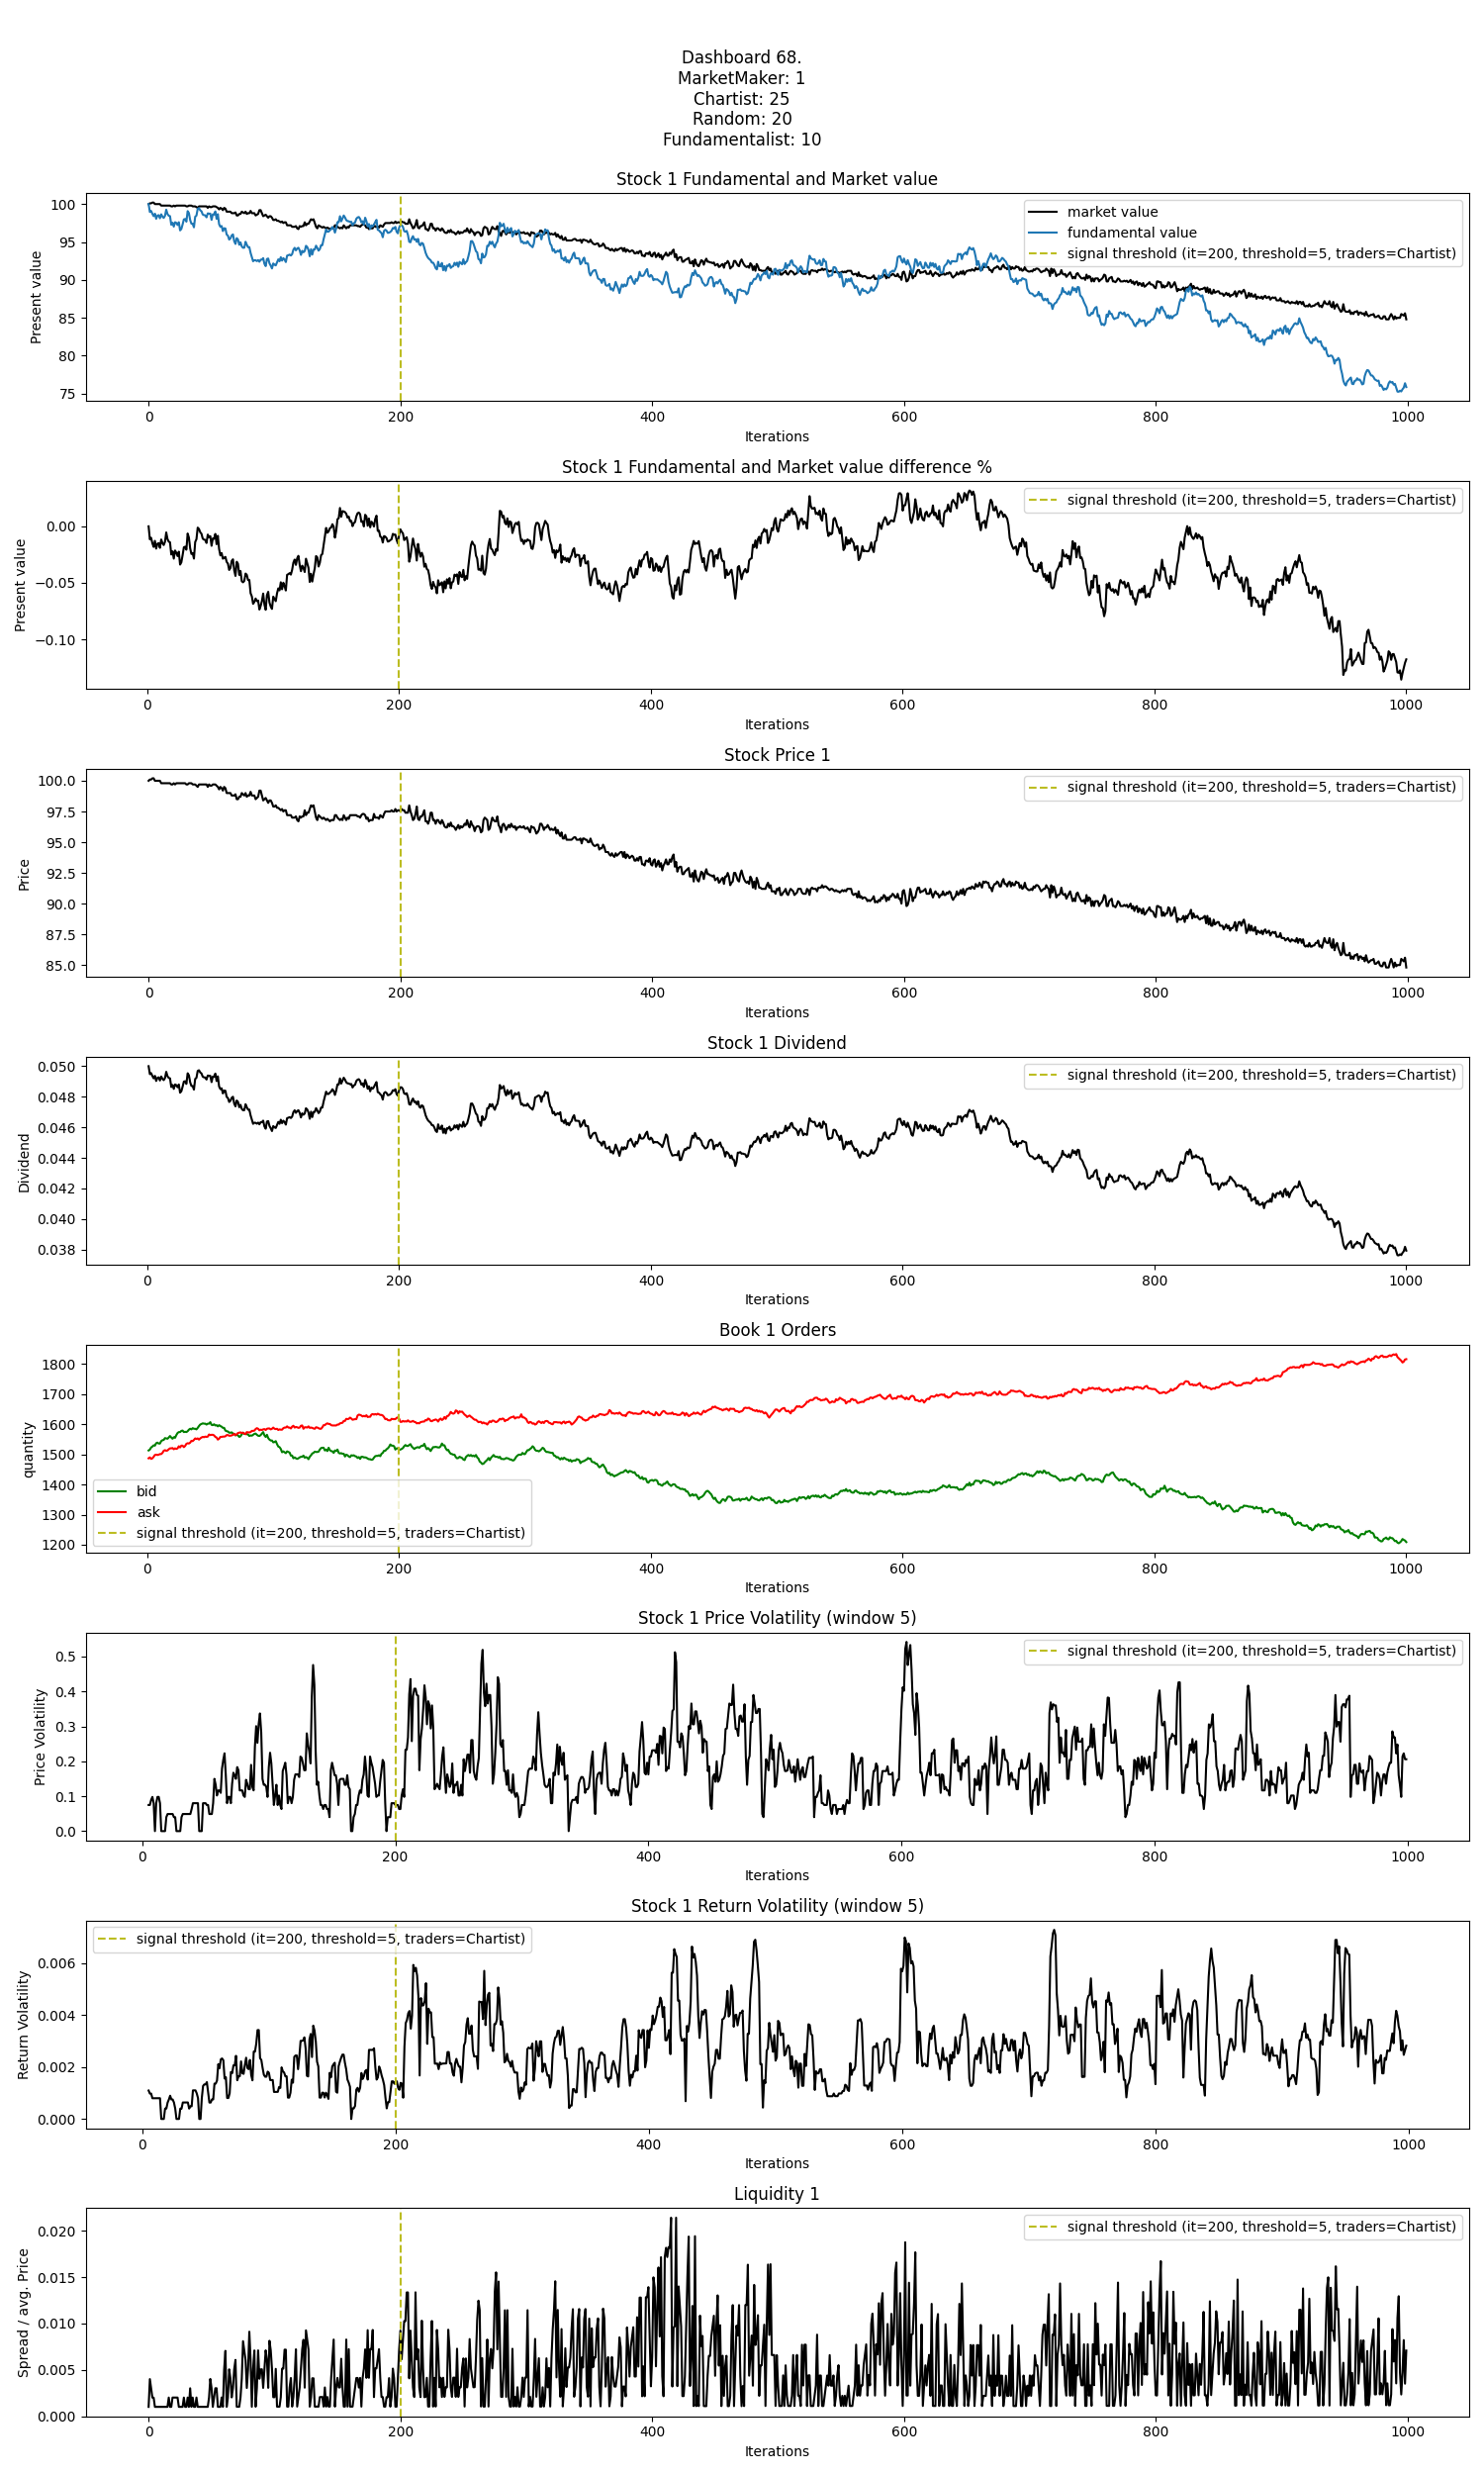 Dashboard 68.
MarketMaker: 1
Chartist: 25
Random: 20
Fundamentalist: 10
Stock 1 Fundamental and Market value
Present value
100
95
90
85
80
75
market value
fundamental value
signal threshold (it=200, threshold=5, traders=Chartist)
0 200 400 600 800 1000
Iterations
Stock 1 Fundamental and Market value difference %
Present value
0.00
−0.05
−0.10
signal threshold (it=200, threshold=5, traders=Chartist)
0 200 400 600 800 1000
Iterations
Stock Price 1
Price
100.0
97.5
95.0
92.5
90.0
87.5
85.0
signal threshold (it=200, threshold=5, traders=Chartist)
0 200 400 600 800 1000
Iterations
Stock 1 Dividend
Dividend
0.050
0.048
0.046
0.044
0.042
0.040
0.038
signal threshold (it=200, threshold=5, traders=Chartist)
0 200 400 600 800 1000
Iterations
Book 1 Orders
quantity
1800
1700
1600
1500
1400
1300
1200
bid
ask
signal threshold (it=200, threshold=5, traders=Chartist)
0 200 400 600 800 1000
Iterations
Stock 1 Price Volatility (window 5)
Price Volatility
0.5
0.4
0.3
0.2
0.1
0.0
signal threshold (it=200, threshold=5, traders=Chartist)
0 200 400 600 800 1000
Iterations
Stock 1 Return Volatility (window 5)
Return Volatility
0.006
0.004
0.002
0.000
signal threshold (it=200, threshold=5, traders=Chartist)
0 200 400 600 800 1000
Iterations
Liquidity 1
Spread / avg. Price
0.020
0.015
0.010
0.005
0.000
signal threshold (it=200, threshold=5, traders=Chartist)
0 200 400 600 800 1000
Iterations